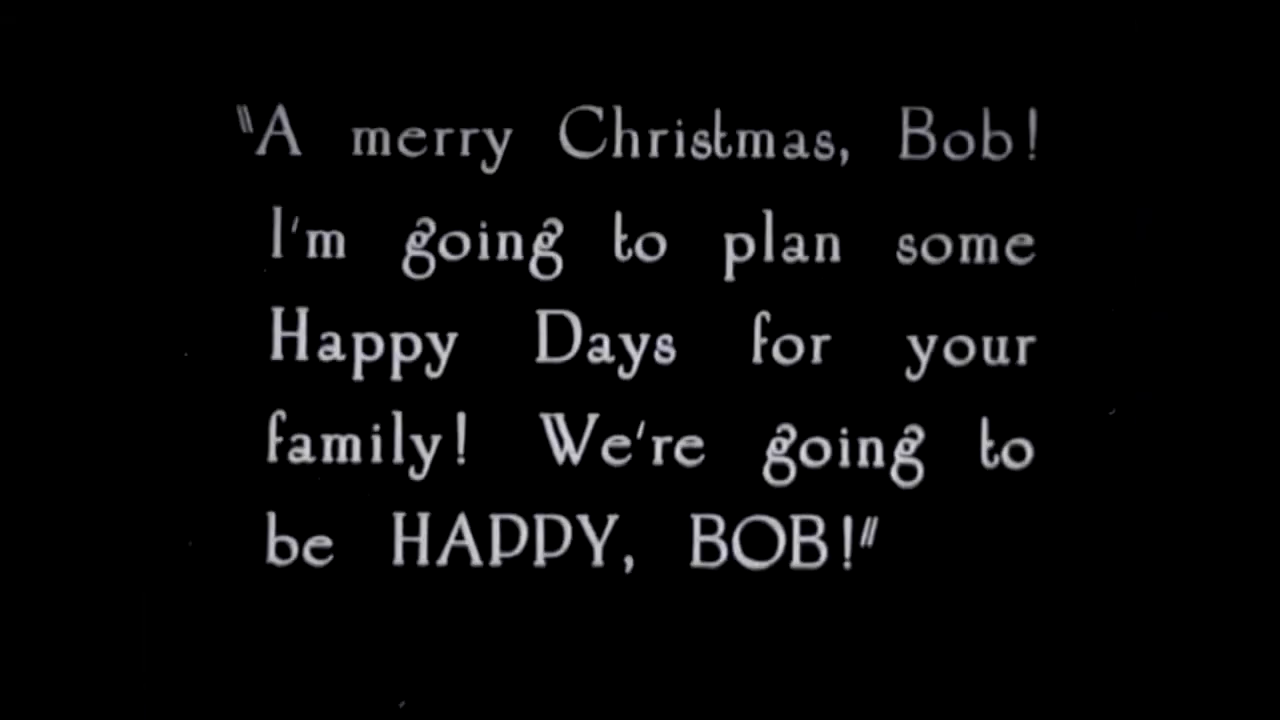 "A merry Christmas, Bob!
I'm going to plan some
Happy Days for your
family! We're going to
be HAPPY, BOB!"